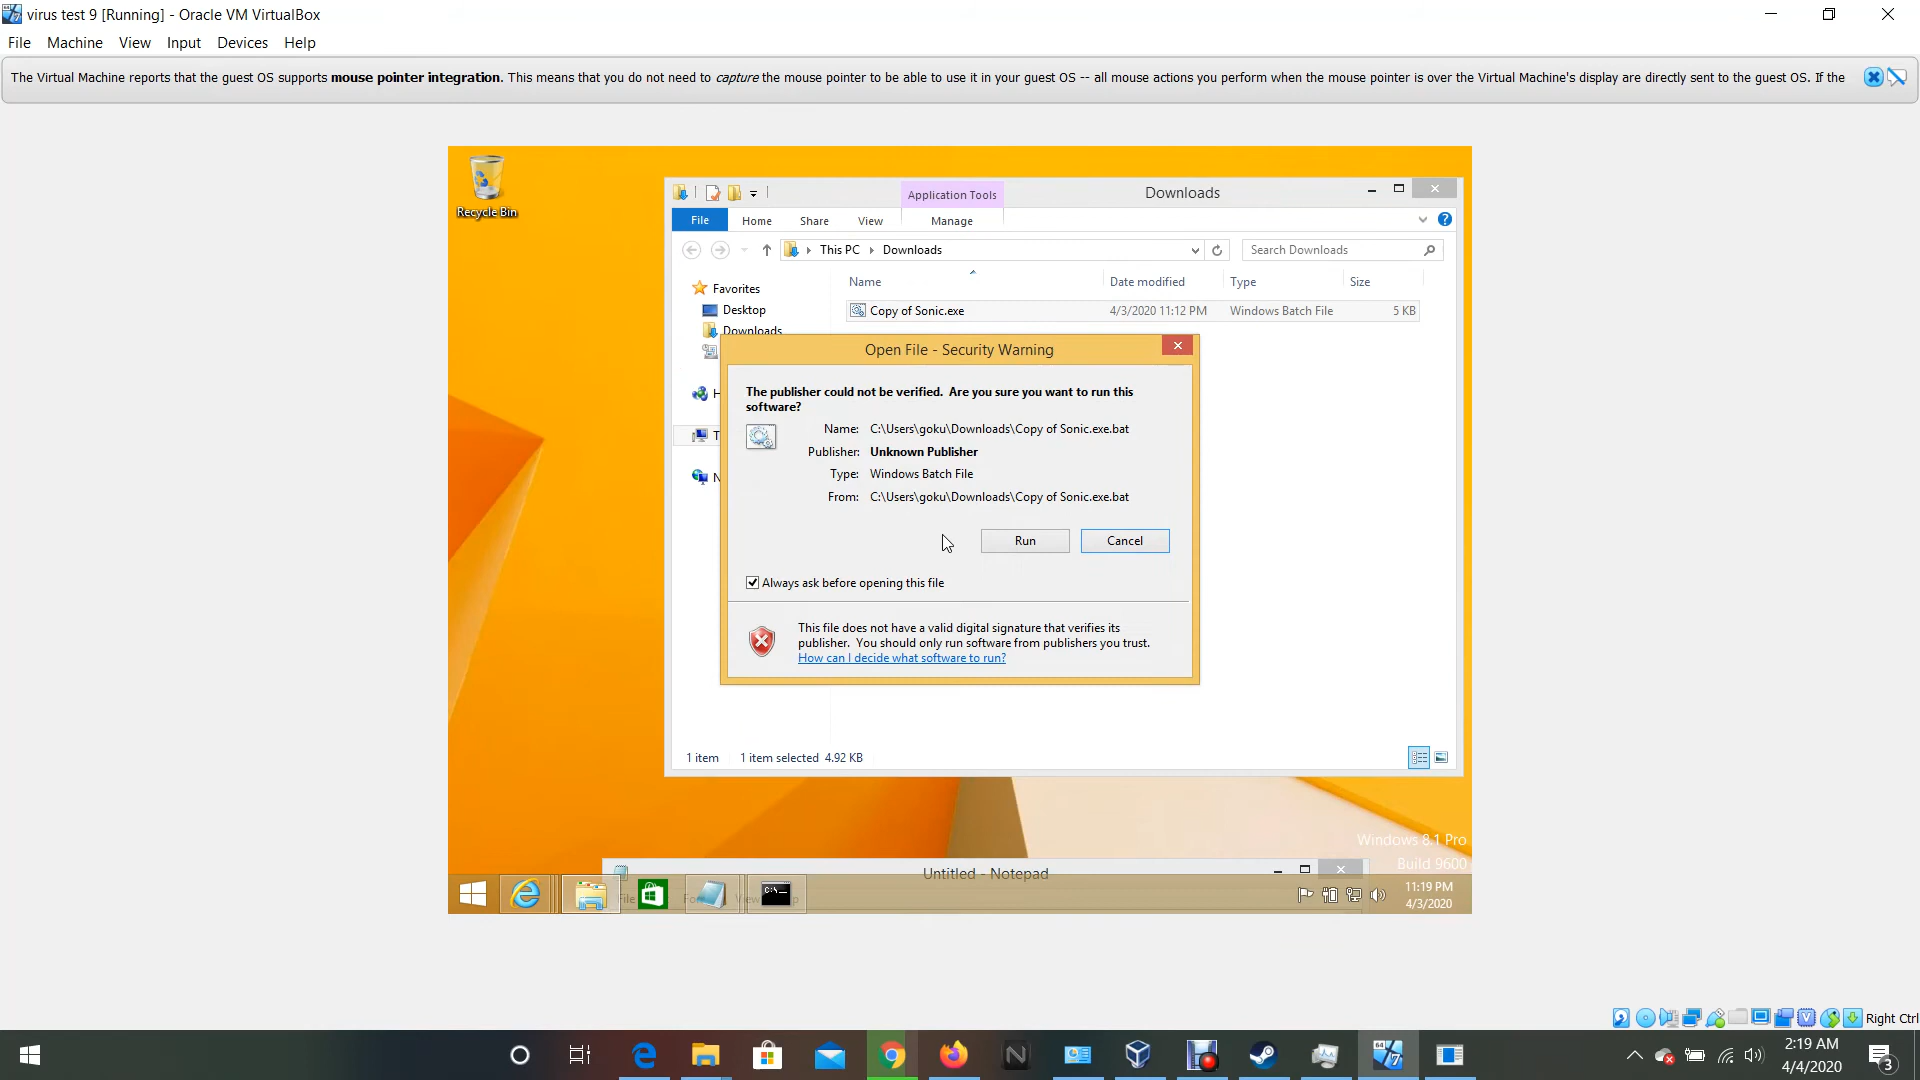 virus test 9 [Running] - Oracle VM VirtualBox
File Machine View Input Devices Help
The Virtual Machine reports that the guest OS supports mouse pointer integration. This means that you do not need to capture the mouse pointer to be able to use it in your guest OS -- all mouse actions you perform when the mouse pointer is over the Virtual Machine's display are directly sent to the guest OS. If the
Recycle Bin
Application Tools
Downloads
File Home Share View Manage
This PC Downloads
Search Downloads
Name Date modified Type Size
Favorites
Desktop
Downloads
Copy of Sonic.exe 4/3/2020 11:12 PM Windows Batch File 5 KB
Open File - Security Warning
The publisher could not be verified. Are you sure you want to run this
software?
Name: C:\Users\goku\Downloads\Copy of Sonic.exe.bat
Publisher: Unknown Publisher
Type: Windows Batch File
From: C:\Users\goku\Downloads\Copy of Sonic.exe.bat
Run Cancel
Always ask before opening this file
This file does not have a valid digital signature that verifies its
publisher. You should only run software from publishers you trust.
How can I decide what software to run?
1 item 1 item selected 4.92 KB
Windows 8.1 Pro
Build 9600
Untitled - Notepad
11:19 PM
4/3/2020
Right Ctrl
2:19 AM
4/4/2020
3